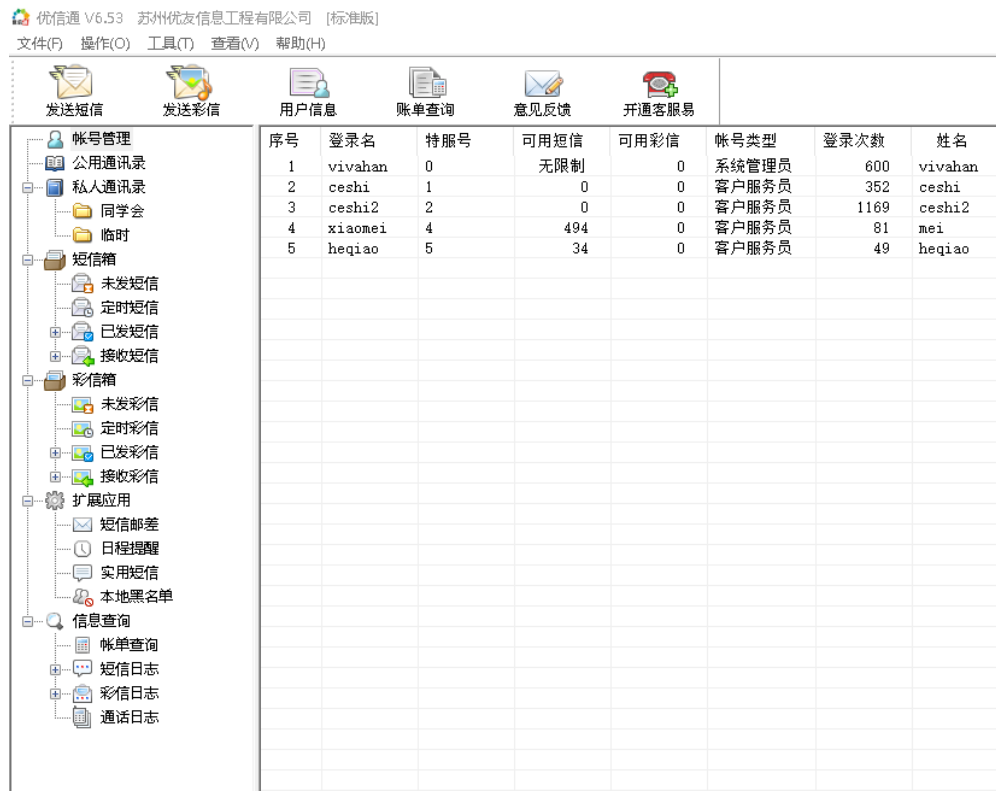 优信通 V6.53 苏州优友信息工程有限公司 [标准版]
文件(F) 操作(O) 工具(T) 查看(V) 帮助(H)
发送短信 发送彩信 用户信息 账单查询 意见反馈 开通客服易
帐号管理
公用通讯录
私人通讯录
同学会
临时
短信箱
未发短信
定时短信
已发短信
接收短信
彩信箱
未发彩信
定时彩信
已发彩信
接收彩信
扩展应用
短信邮差
日程提醒
实用短信
本地黑名单
信息查询
帐单查询
短信日志
彩信日志
通话日志
序号 登录名 特服号 可用短信 可用彩信 帐号类型 登录次数 姓名
1 vivahan 0 无限制 0 系统管理员 600 vivahan
2 ceshi 1 0 0 客户服务员 352 ceshi
3 ceshi2 2 0 0 客户服务员 1169 ceshi2
4 xiaomei 4 494 0 客户服务员 81 mei
5 heqiao 5 34 0 客户服务员 49 heqiao